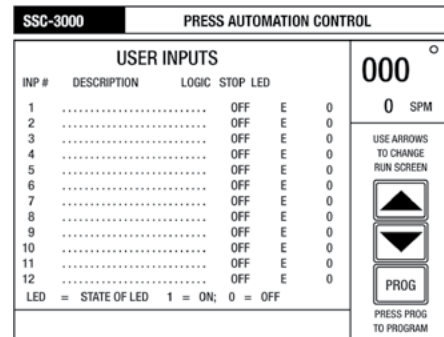 SSC-3000 PRESS AUTOMATION CONTROL
USER INPUTS
INP # DESCRIPTION LOGIC STOP LED
1 ......................... OFF E 0
2 ......................... OFF E 0
3 ......................... OFF E 0
4 ......................... OFF E 0
5 ......................... OFF E 0
6 ......................... OFF E 0
7 ......................... OFF E 0
8 ......................... OFF E 0
9 ......................... OFF E 0
10 ......................... OFF E 0
11 ......................... OFF E 0
12 ......................... OFF E 0
LED = STATE OF LED 1 = ON; 0 = OFF
000 °
0 SPM
USE ARROWS
TO CHANGE
RUN SCREEN
PROG
PRESS PROG
TO PROGRAM